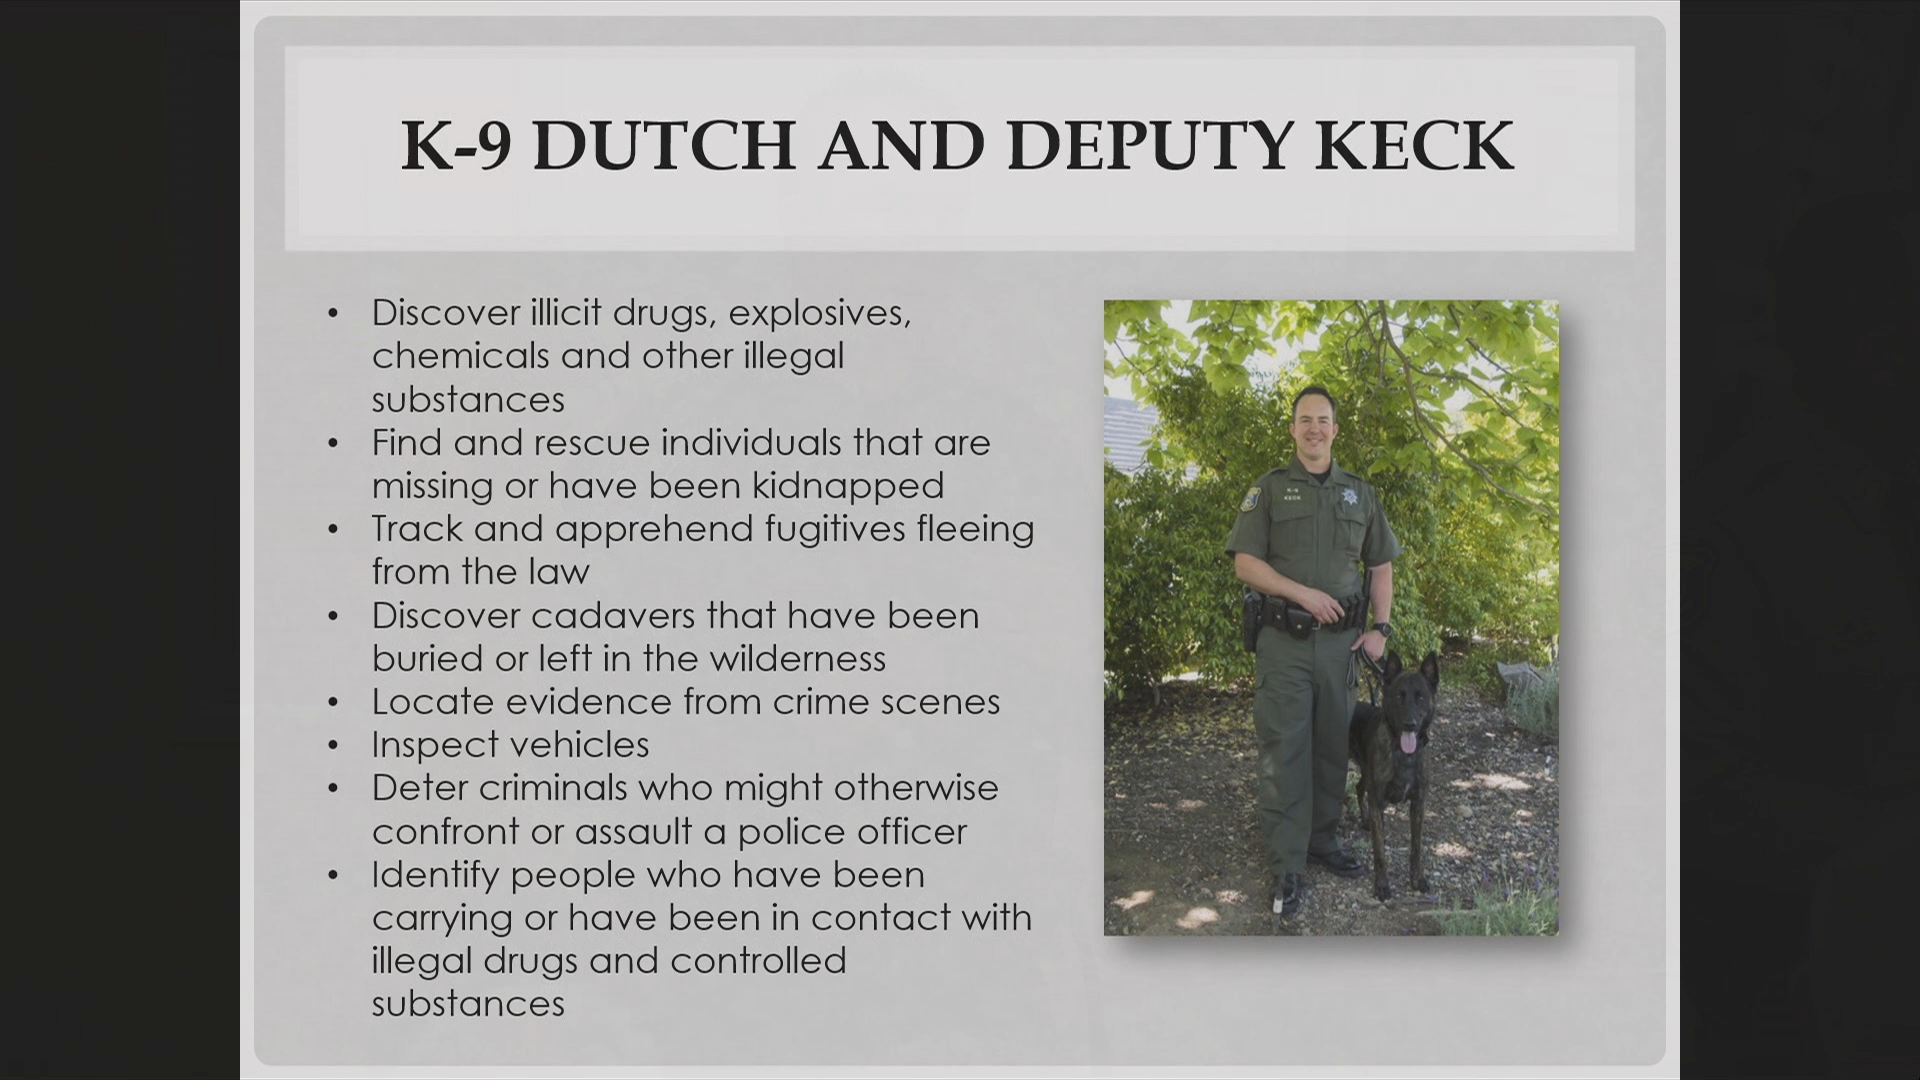 K-9 DUTCH AND DEPUTY KECK
• Discover illicit drugs, explosives,
chemicals and other illegal
substances
• Find and rescue individuals that are
missing or have been kidnapped
• Track and apprehend fugitives fleeing
from the law
• Discover cadavers that have been
buried or left in the wilderness
• Locate evidence from crime scenes
• Inspect vehicles
• Deter criminals who might otherwise
confront or assault a police officer
• Identify people who have been
carrying or have been in contact with
illegal drugs and controlled
substances
K-9
KECK